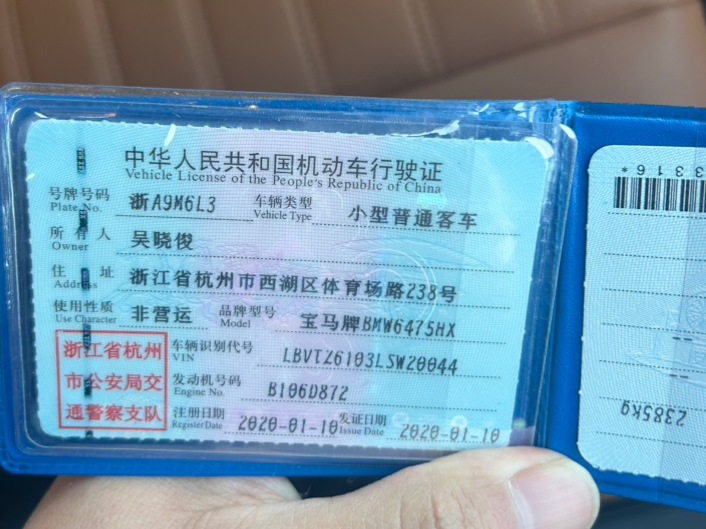 中华人民共和国机动车行驶证
Vehicle License of the People's Republic of China
号牌号码 浙A9M6L3 车辆类型 小型普通客车
Plate No. Vehicle Type
所有人 吴晓俊
Owner
住址 浙江省杭州市西湖区体育场路238号
Address
使用性质 非营运 品牌型号 宝马牌BMW6475HX
Use Character Model
浙江省杭州
市公安局交
通警察支队
车辆识别代号 LBVTZ6103LSW20044
VIN
发动机号码 B106D872
Engine No.
注册日期 2020-01-10 发证日期 2020-01-10
Register Date Issue Date
3316*
2385kg